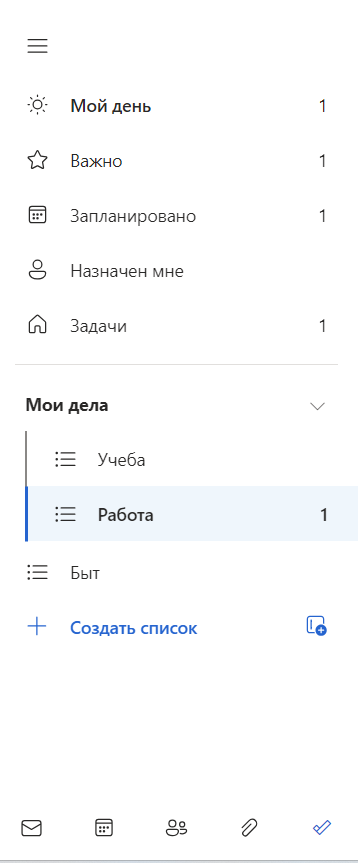 Мой день 1
Важно 1
Запланировано 1
Назначен мне
Задачи 1
Мои дела
Учеба
Работа 1
Быт
Создать список